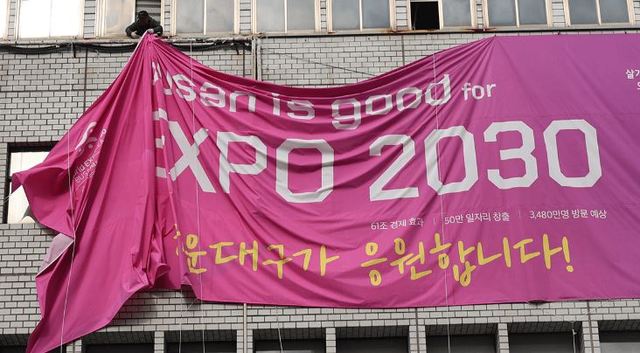 Busan is good for
EXPO 2030
61조 경제 효과 | 50만 일자리 창출 | 3,480만명 방문 예상
해운대구가 응원합니다!